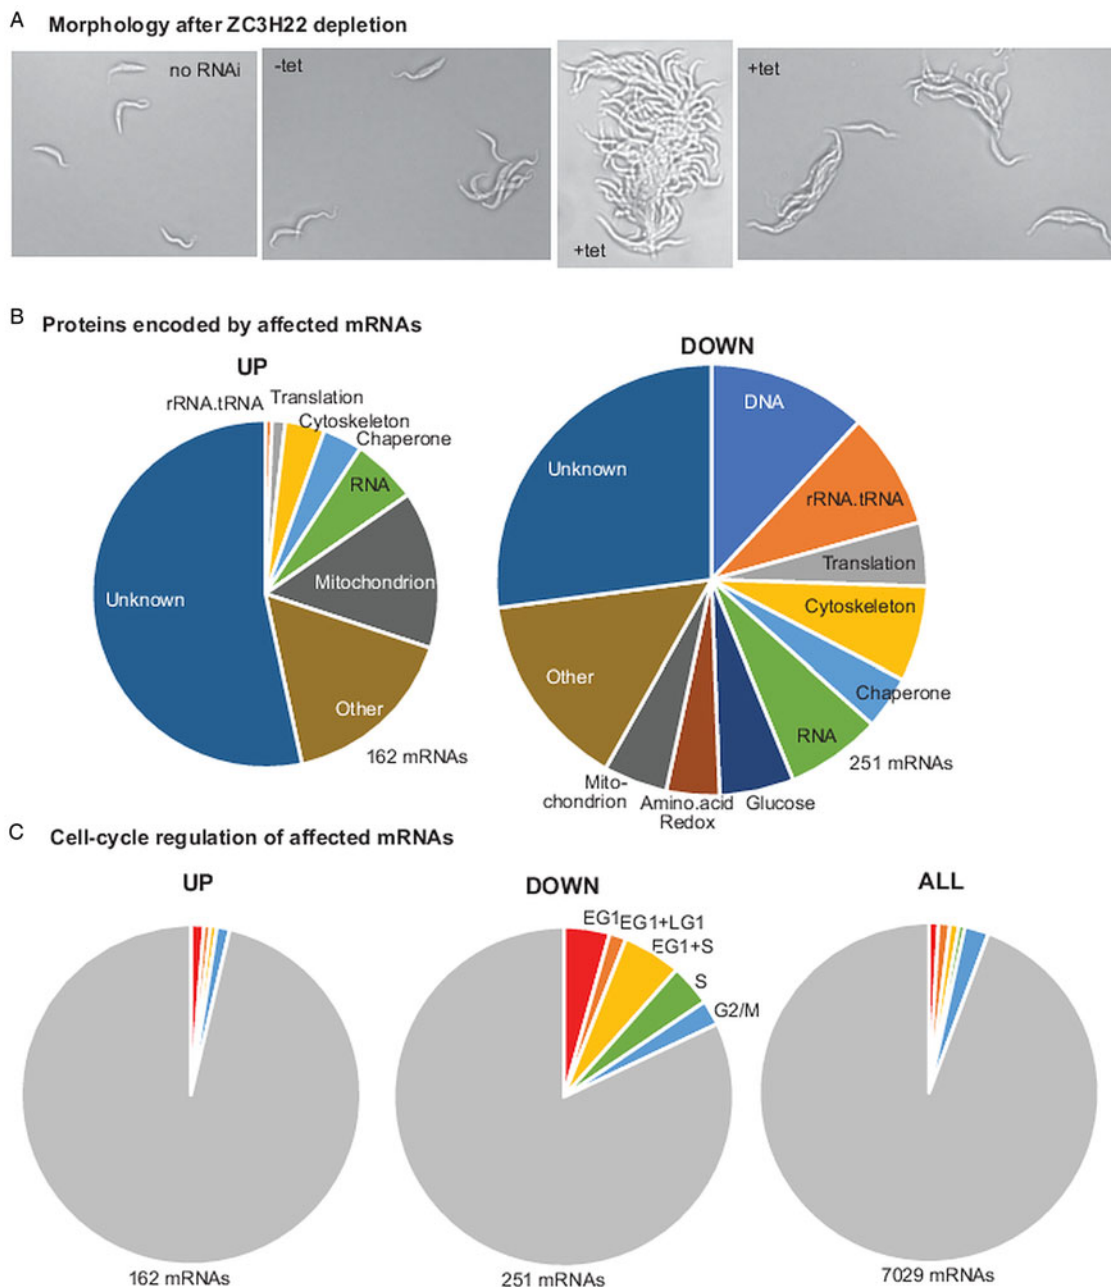 A Morphology after ZC3H22 depletion
no RNAi
-tet
+tet
+tet
B Proteins encoded by affected mRNAs
UP
rRNA.tRNA
Translation
Cytoskeleton
Chaperone
RNA
Mitochondrion
Other
Unknown
162 mRNAs
DOWN
DNA
rRNA.tRNA
Translation
Cytoskeleton
Chaperone
RNA
251 mRNAs
Glucose
Amino.acid
Redox
Mito-
chondrion
Other
Unknown
C Cell-cycle regulation of affected mRNAs
UP
162 mRNAs
DOWN
EG1
EG1+LG1
EG1+S
S
G2/M
251 mRNAs
ALL
7029 mRNAs